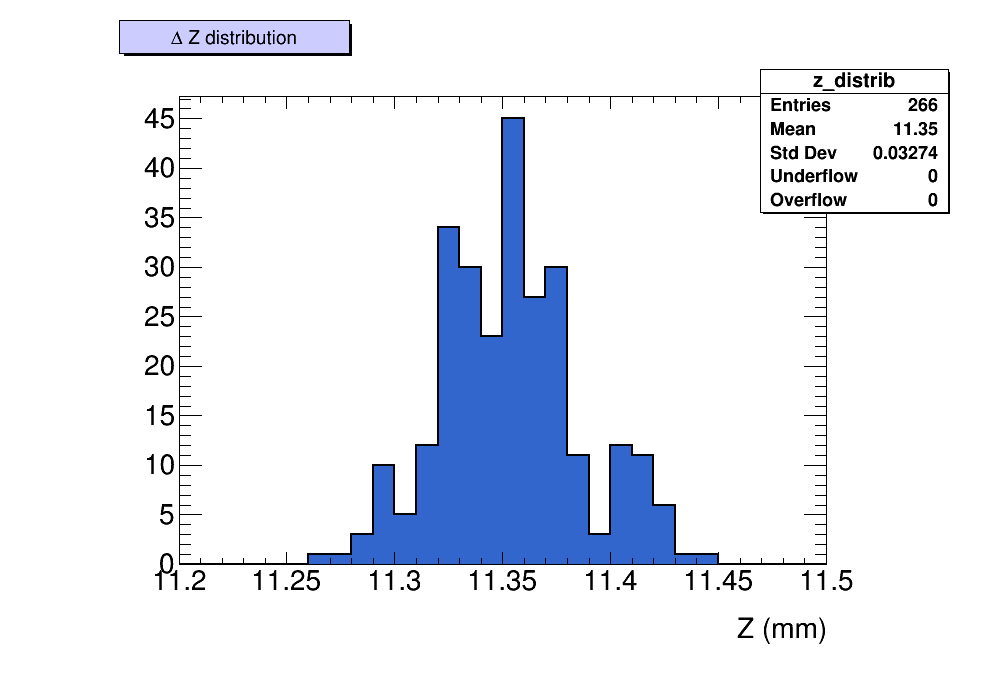 Δ Z distribution
z_distrib
Entries 266
Mean 11.35
Std Dev 0.03274
Underflow 0
Overflow 0
45
40
35
30
25
20
15
10
5
0
11.2 11.25 11.3 11.35 11.4 11.45 11.5
Z (mm)